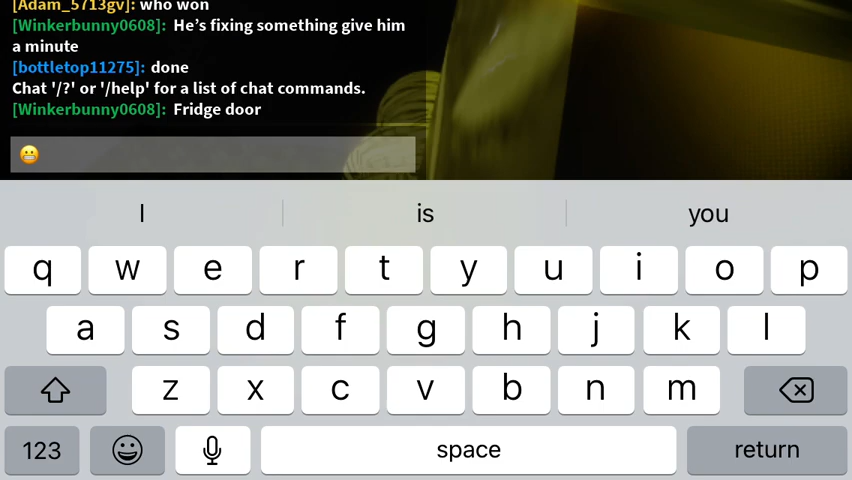 [Adam_5713gv]: who won
[Winkerbunny0608]: He's fixing something give him
a minute
[bottletop11275]: done
Chat '/?' or '/help' for a list of chat commands.
[Winkerbunny0608]: Fridge door
😬
I is you
q w e r t y u i o p
a s d f g h j k l
z x c v b n m
123 space return